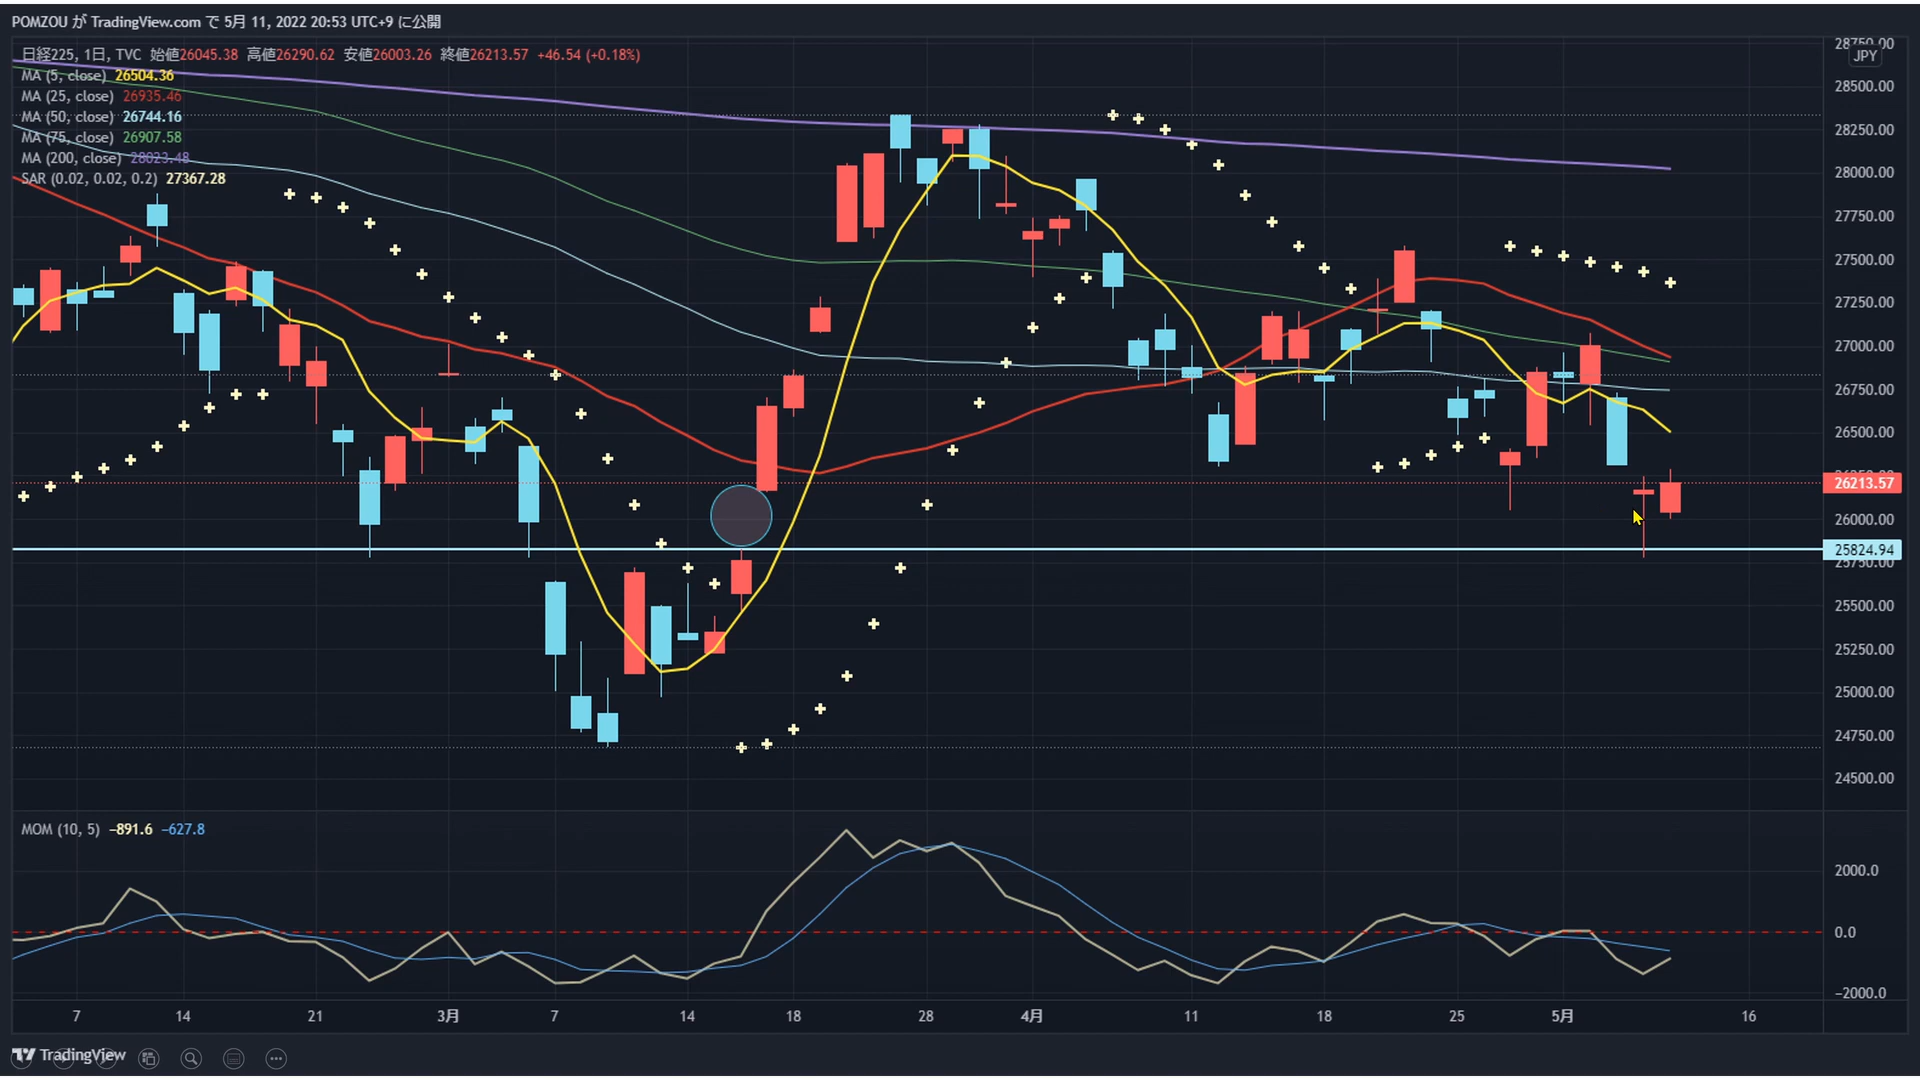 POMZOU が TradingView.com で 5月 11, 2022 20:53 UTC+9 に公開
日経225, 1日, TVC 始値26045.38 高値26290.62 安値26003.26 終値26213.57 +46.54 (+0.18%)
MA (5, close) 26504.36
MA (25, close) 26935.46
MA (50, close) 26744.16
MA (75, close) 26907.58
MA (200, close) 28023.48
SAR (0.02, 0.02, 0.2) 27367.28
28750.00
JPY
28500.00
28250.00
28000.00
27750.00
27500.00
27250.00
27000.00
26750.00
26500.00
26250.00
26213.57
26000.00
25824.94
25750.00
25500.00
25250.00
25000.00
24750.00
24500.00
MOM (10, 5) −891.6 −627.8
2000.0
0.0
−2000.0
7 14 21 3月 7 14 18 28 4月 11 18 25 5月 16
TradingView